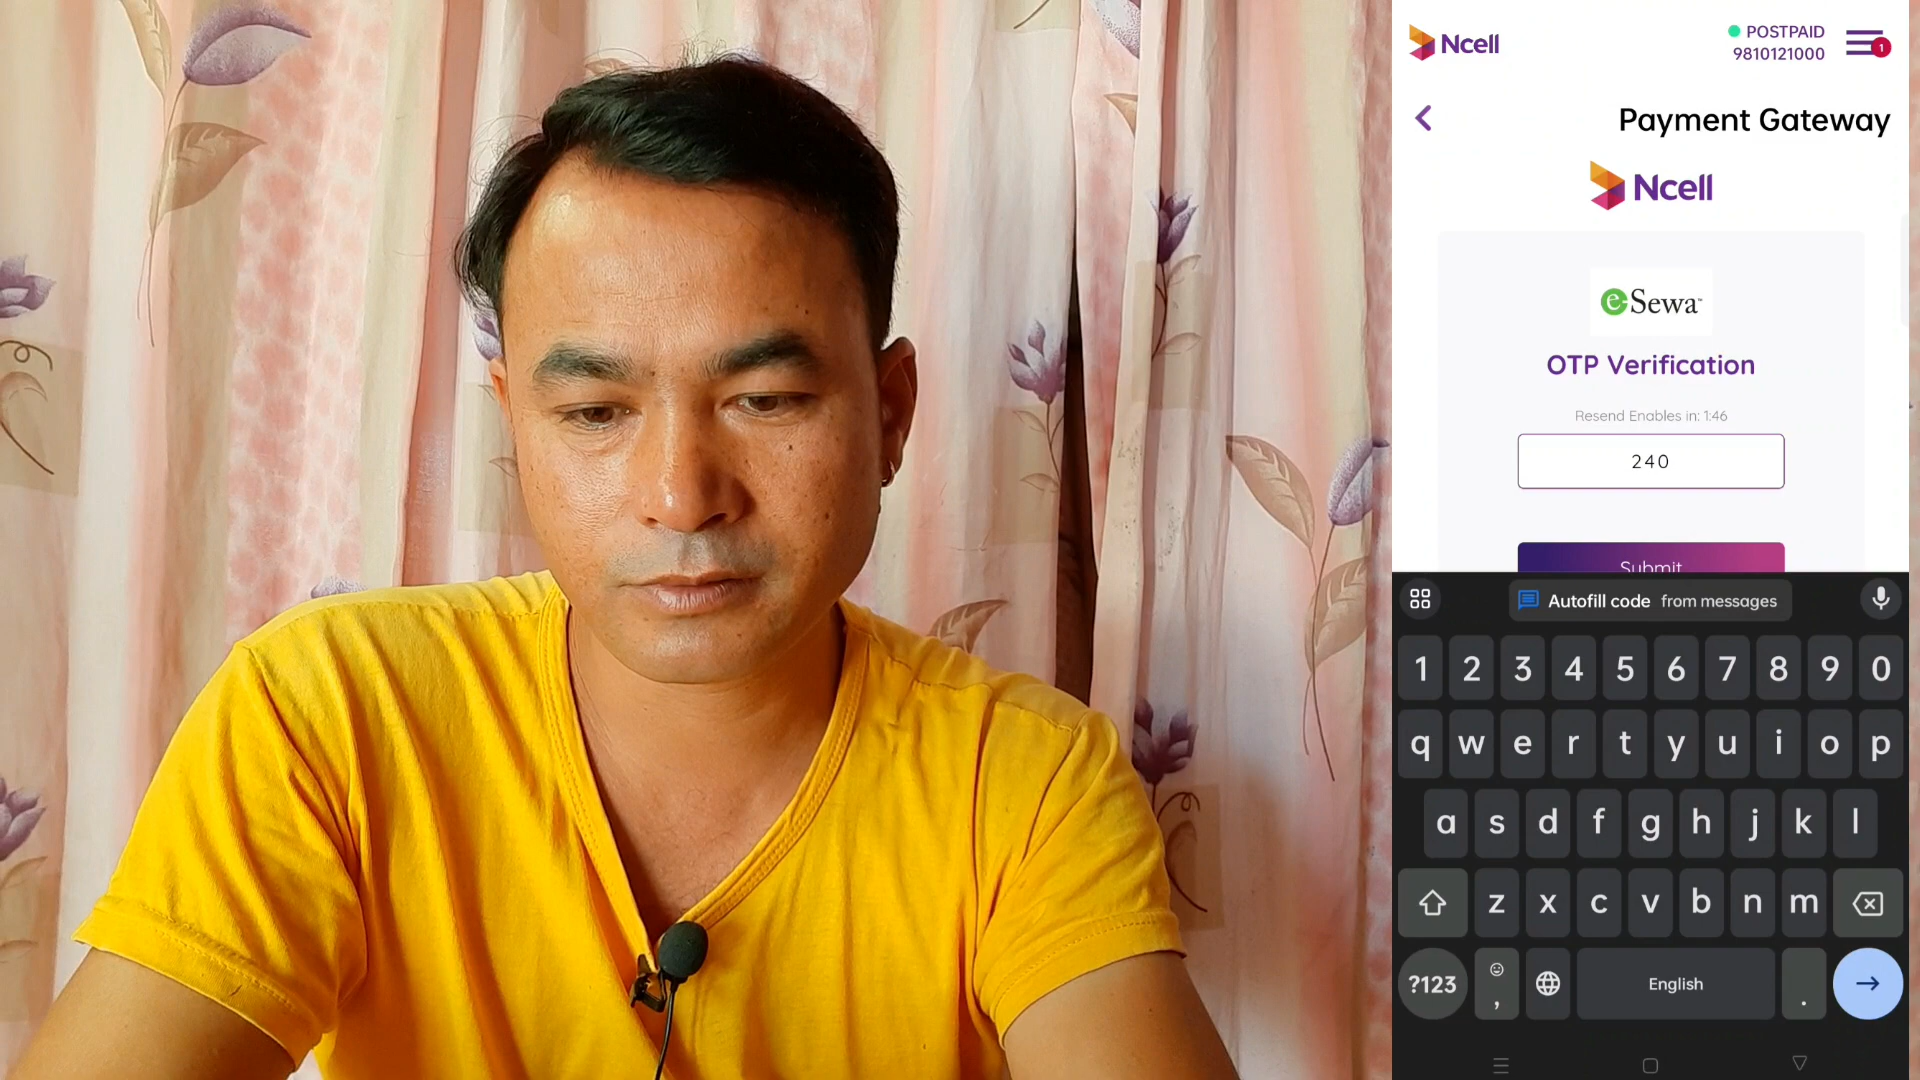 Ncell
POSTPAID
9810121000
1
Payment Gateway
Ncell
e-Sewa™
OTP Verification
Resend Enables in: 1:46
240
Submit
Autofill code from messages
1 2 3 4 5 6 7 8 9 0
q w e r t y u i o p
a s d f g h j k l
z x c v b n m
?123 , English .